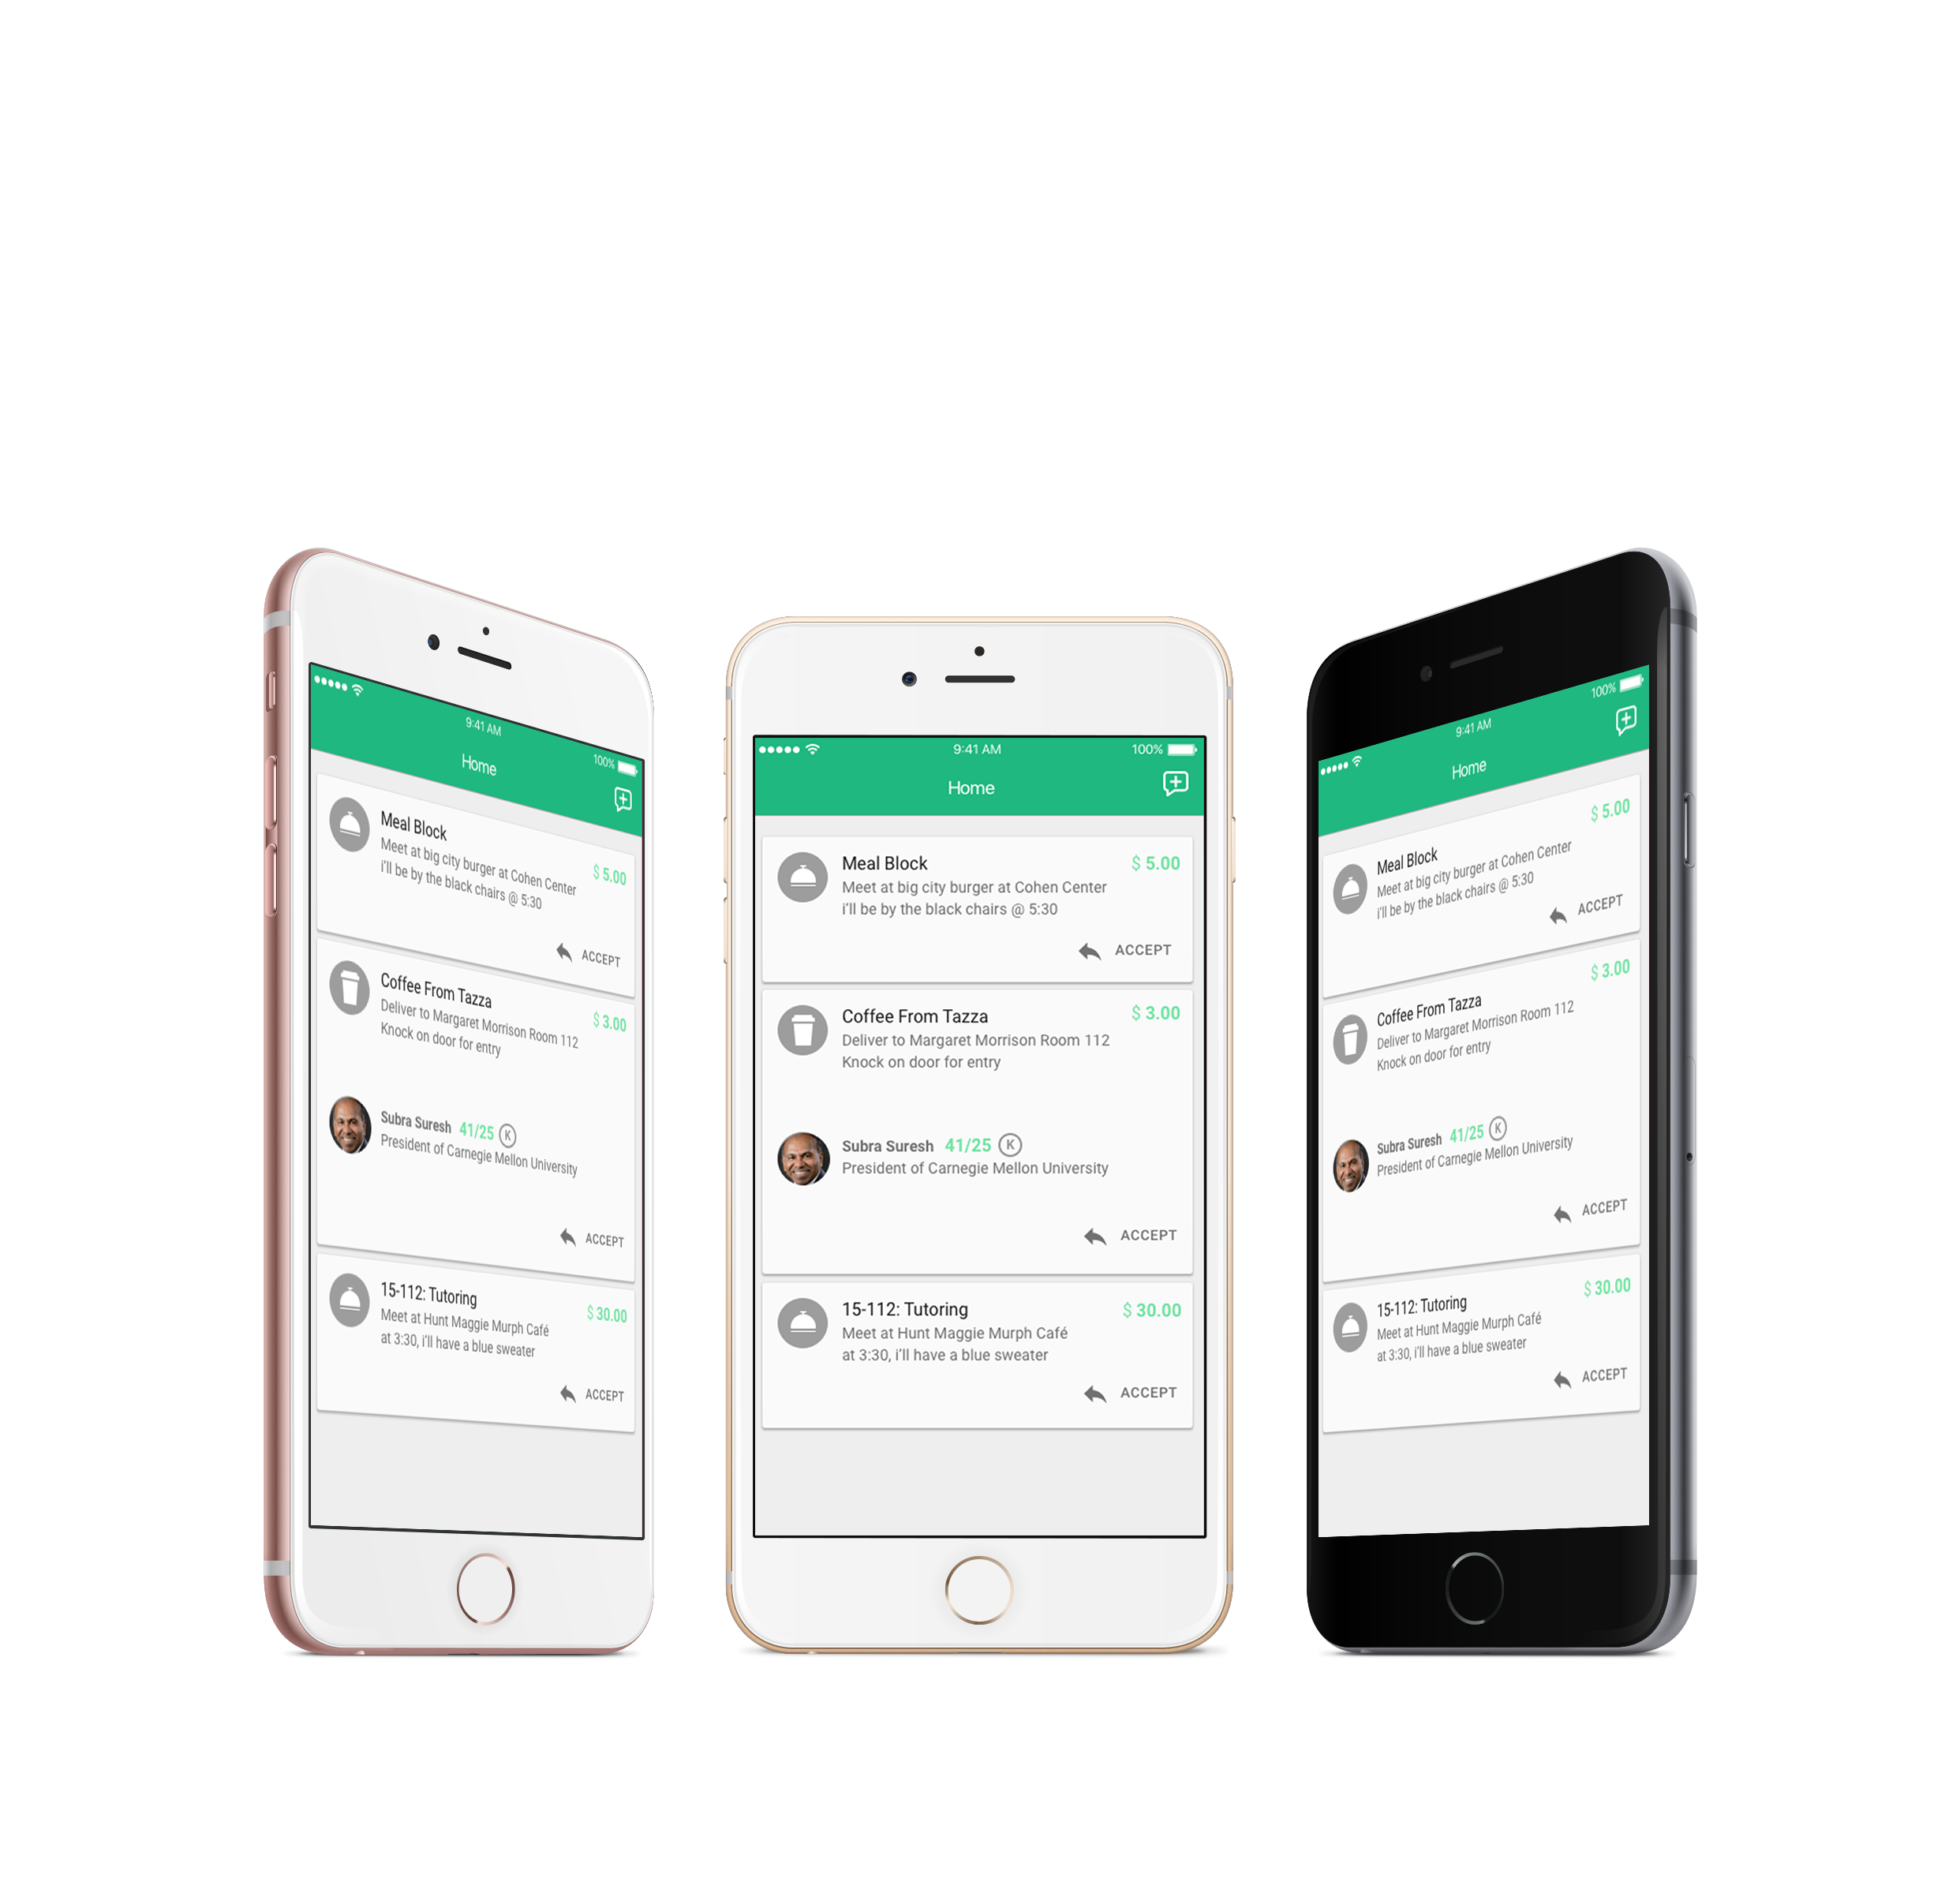 9:41 AM
100%
Home
Meal Block
$ 5.00
Meet at big city burger at Cohen Center
i'll be by the black chairs @ 5:30
ACCEPT
Coffee From Tazza
$ 3.00
Deliver to Margaret Morrison Room 112
Knock on door for entry
Subra Suresh 41/25 K
President of Carnegie Mellon University
ACCEPT
15-112: Tutoring
$ 30.00
Meet at Hunt Maggie Murph Café
at 3:30, i'll have a blue sweater
ACCEPT
9:41 AM
100%
Home
Meal Block
$ 5.00
Meet at big city burger at Cohen Center
i'll be by the black chairs @ 5:30
ACCEPT
Coffee From Tazza
$ 3.00
Deliver to Margaret Morrison Room 112
Knock on door for entry
Subra Suresh 41/25 K
President of Carnegie Mellon University
ACCEPT
15-112: Tutoring
$ 30.00
Meet at Hunt Maggie Murph Café
at 3:30, i'll have a blue sweater
ACCEPT
9:41 AM
100%
Home
Meal Block
$ 5.00
Meet at big city burger at Cohen Center
i'll be by the black chairs @ 5:30
ACCEPT
Coffee From Tazza
$ 3.00
Deliver to Margaret Morrison Room 112
Knock on door for entry
Subra Suresh 41/25 K
President of Carnegie Mellon University
ACCEPT
15-112: Tutoring
$ 30.00
Meet at Hunt Maggie Murph Café
at 3:30, i'll have a blue sweater
ACCEPT